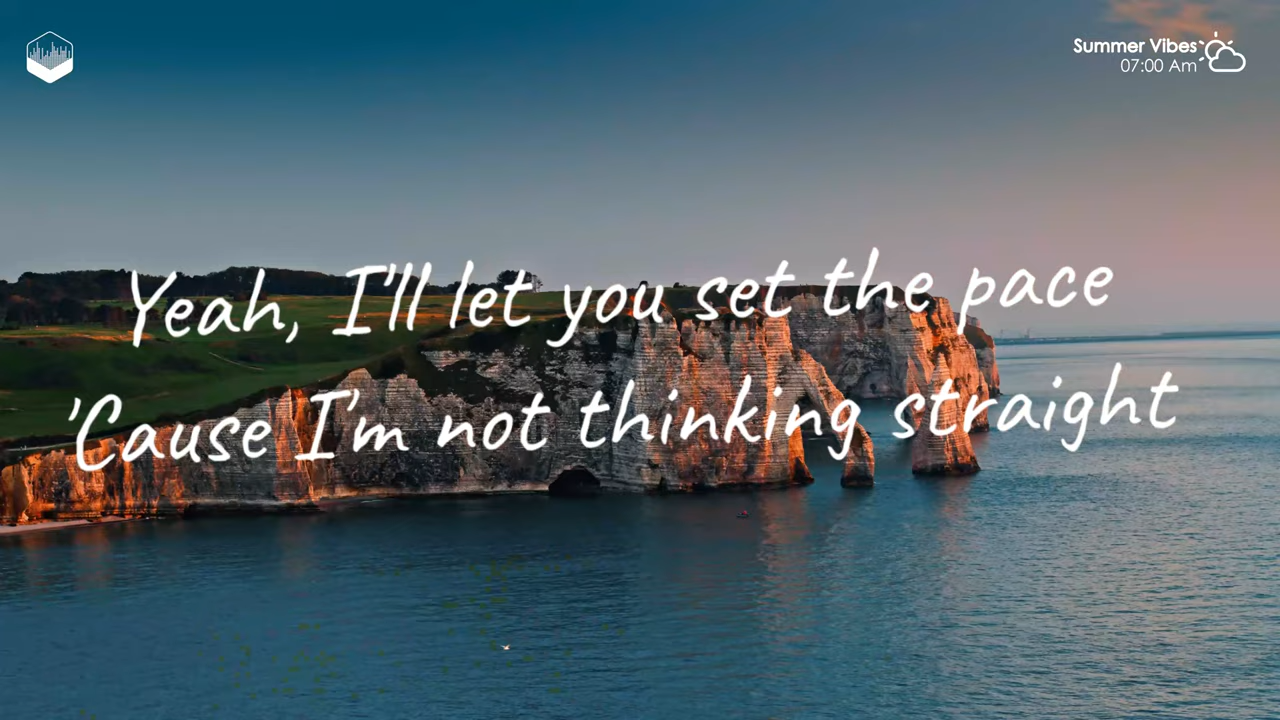 Summer Vibes
07:00 Am
Yeah, I'll let you set the pace
'Cause I'm not thinking straight